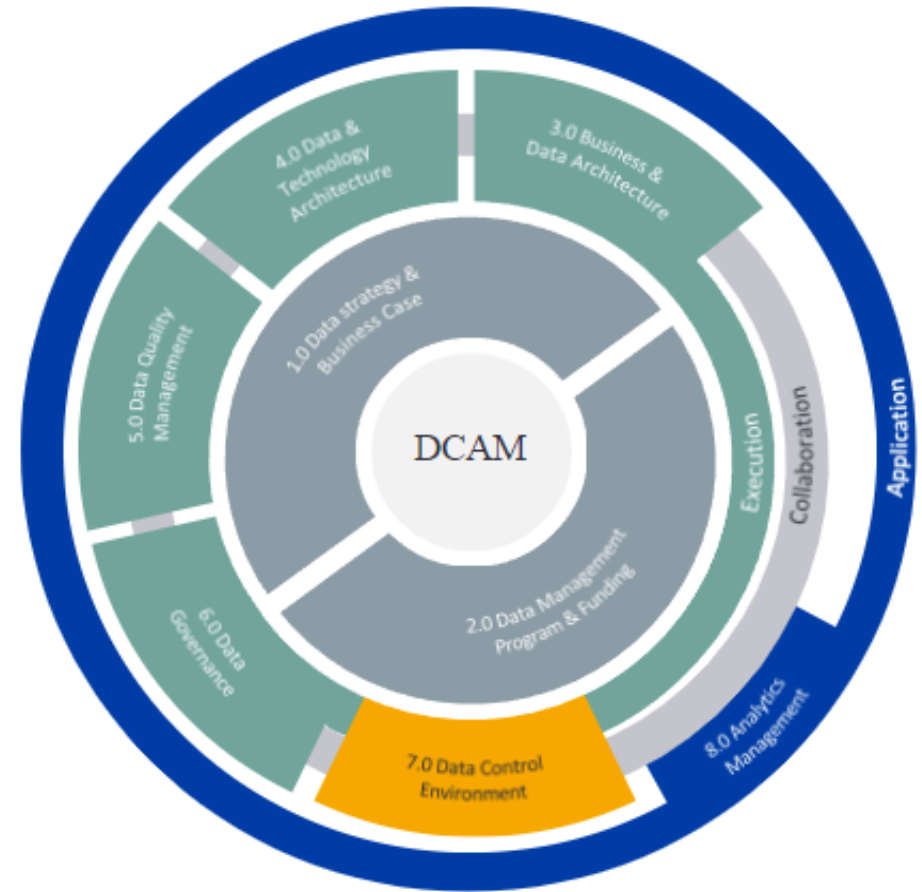 DCAM
1.0 Data strategy &
Business Case
2.0 Data Management
Program & Funding
3.0 Business &
Data Architecture
4.0 Data &
Technology
Architecture
5.0 Data Quality
Management
6.0 Data
Governance
7.0 Data Control
Environment
8.0 Analytics
Management
Execution
Collaboration
Application